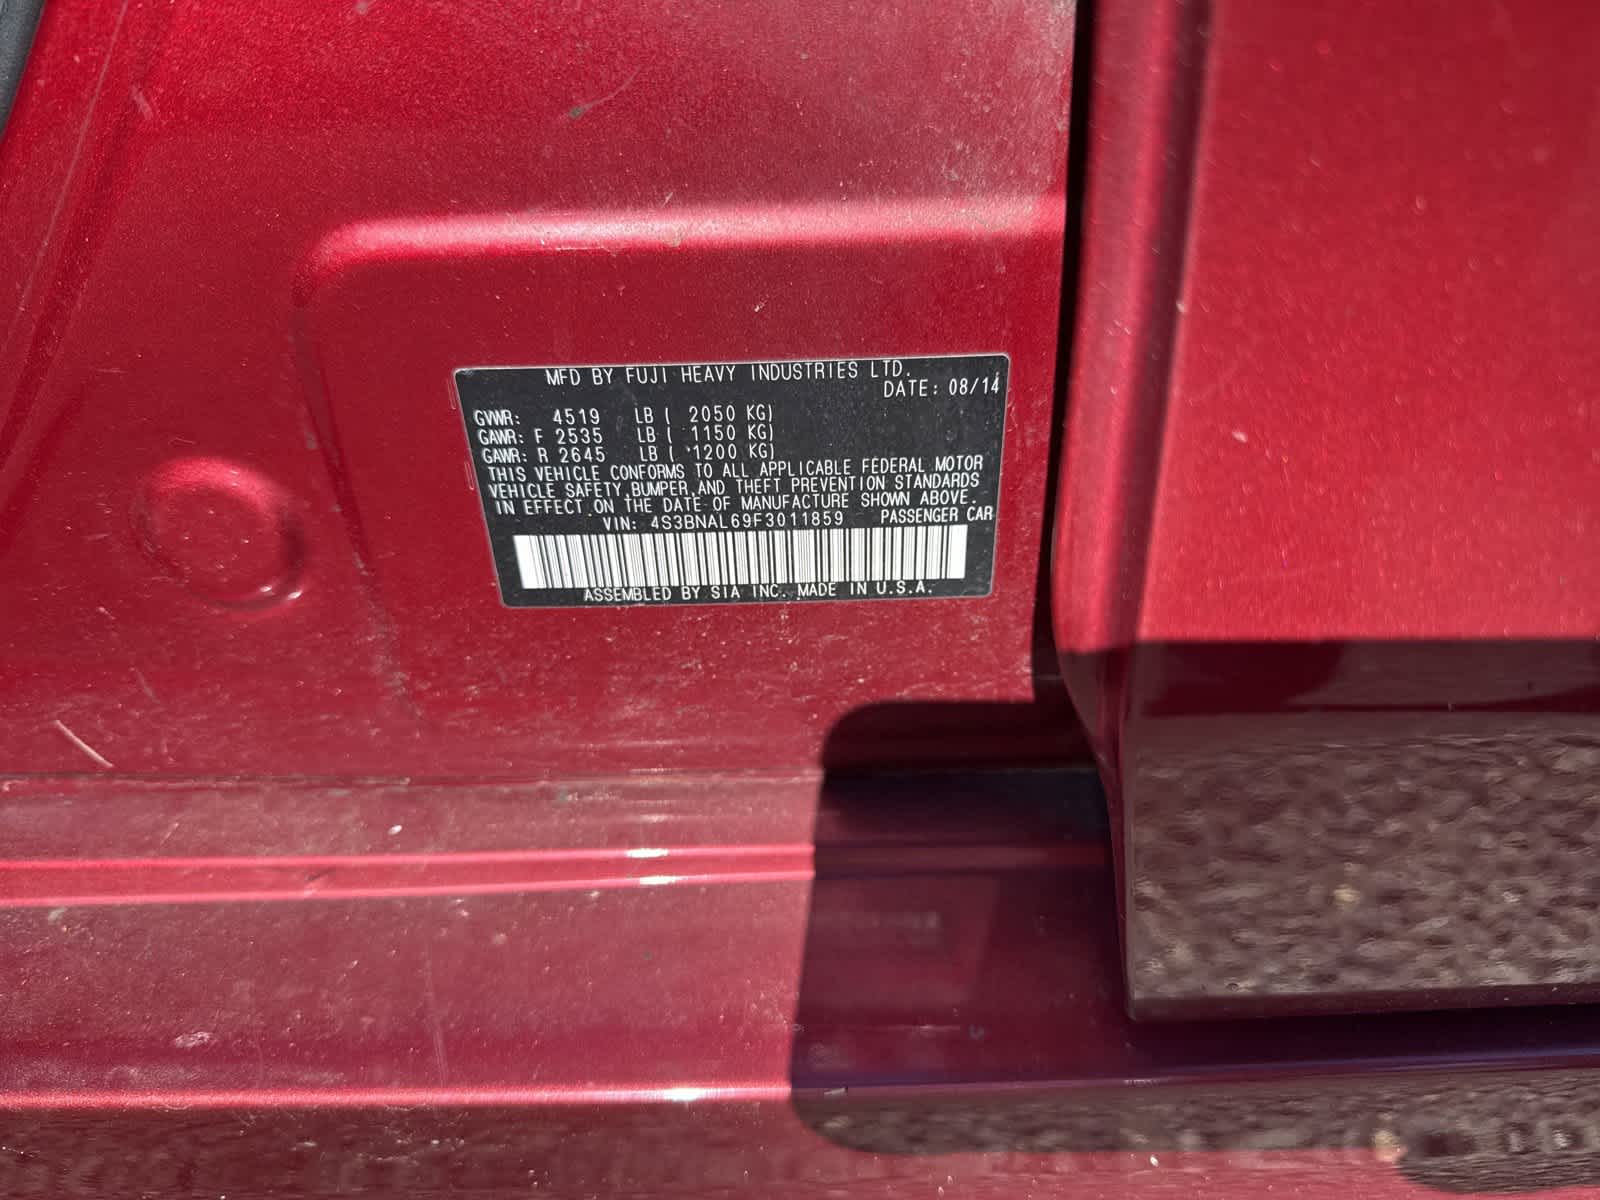 MFD BY FUJI HEAVY INDUSTRIES LTD.
DATE: 08/14
GVWR: 4519 LB ( 2050 KG)
GAWR: F 2535 LB ( 1150 KG)
GAWR: R 2645 LB ( 1200 KG)
THIS VEHICLE CONFORMS TO ALL APPLICABLE FEDERAL MOTOR
VEHICLE SAFETY,BUMPER,AND THEFT PREVENTION STANDARDS
IN EFFECT ON THE DATE OF MANUFACTURE SHOWN ABOVE.
VIN: 4S3BNAL69F3011859 PASSENGER CAR
ASSEMBLED BY SIA INC. MADE IN U.S.A.